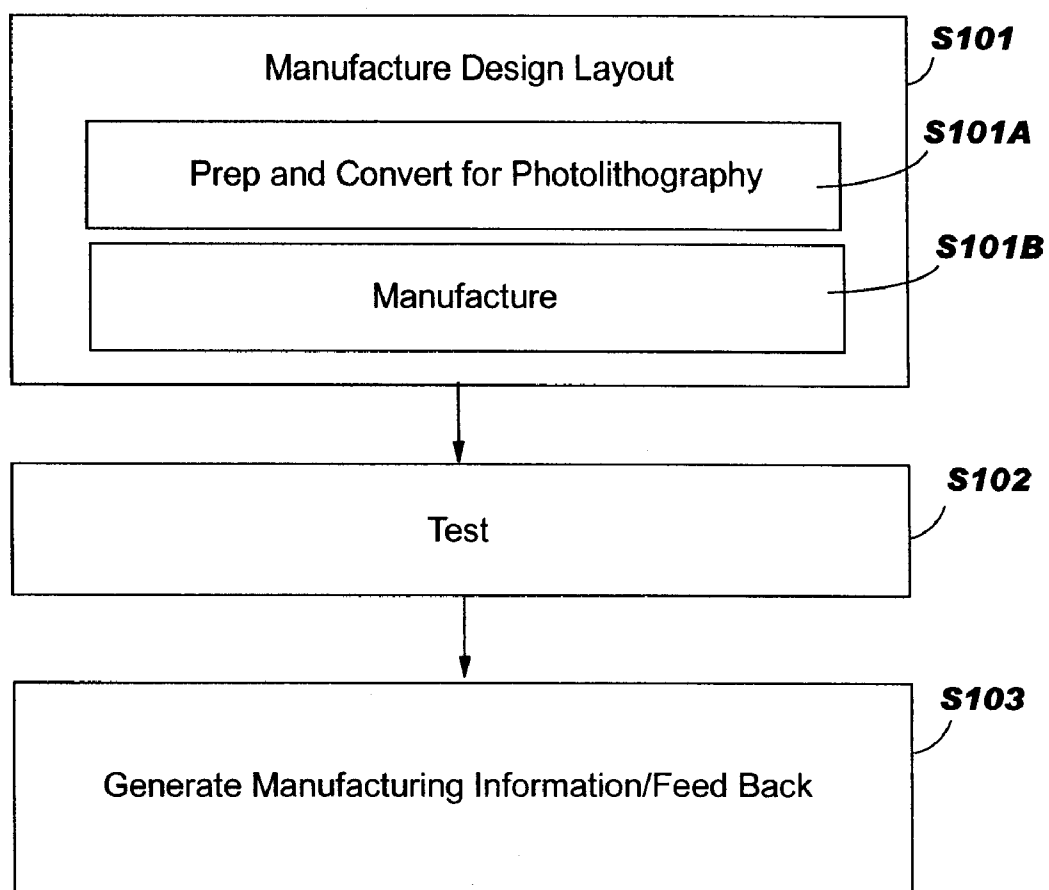 Manufacture Design Layout
S101
Prep and Convert for Photolithography
S101A
Manufacture
S101B
Test
S102
Generate Manufacturing Information/Feed Back
S103